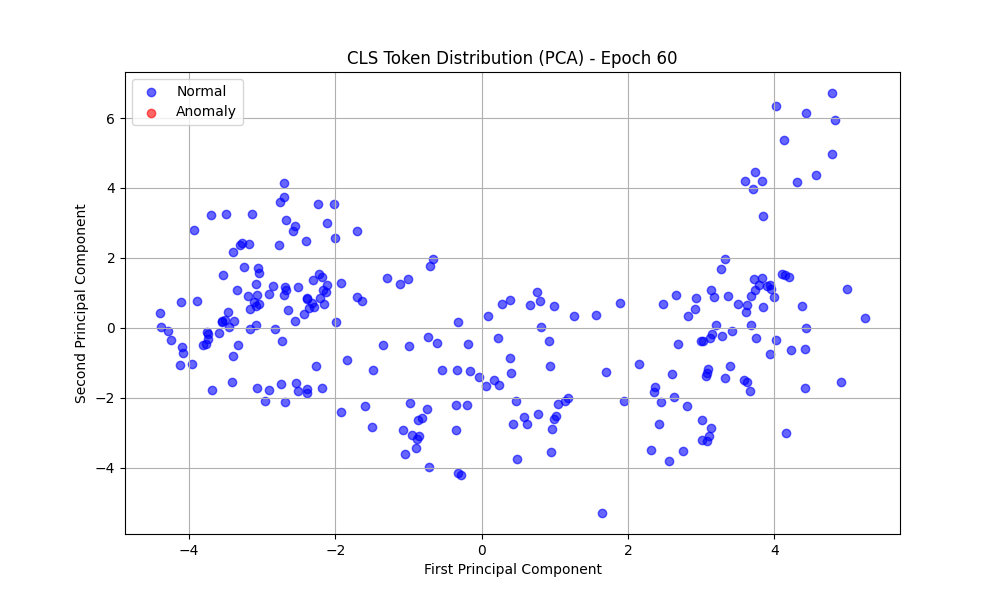 CLS Token Distribution (PCA) - Epoch 60
Normal
Anomaly
Second Principal Component
6
4
2
0
−2
−4
−4 −2 0 2 4
First Principal Component